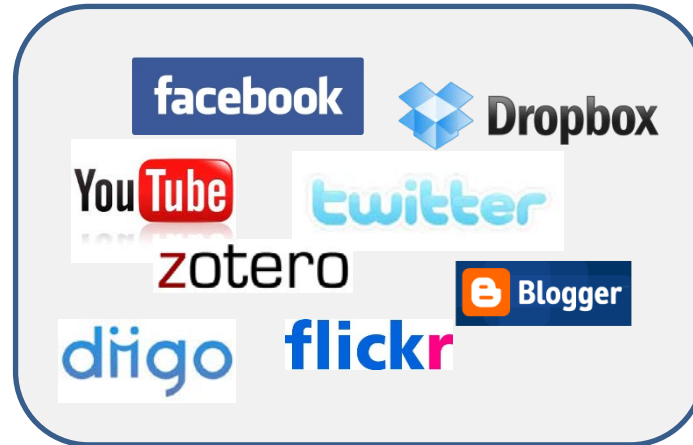 facebook
Dropbox
YouTube
twitter
zotero
Blogger
diigo
flickr